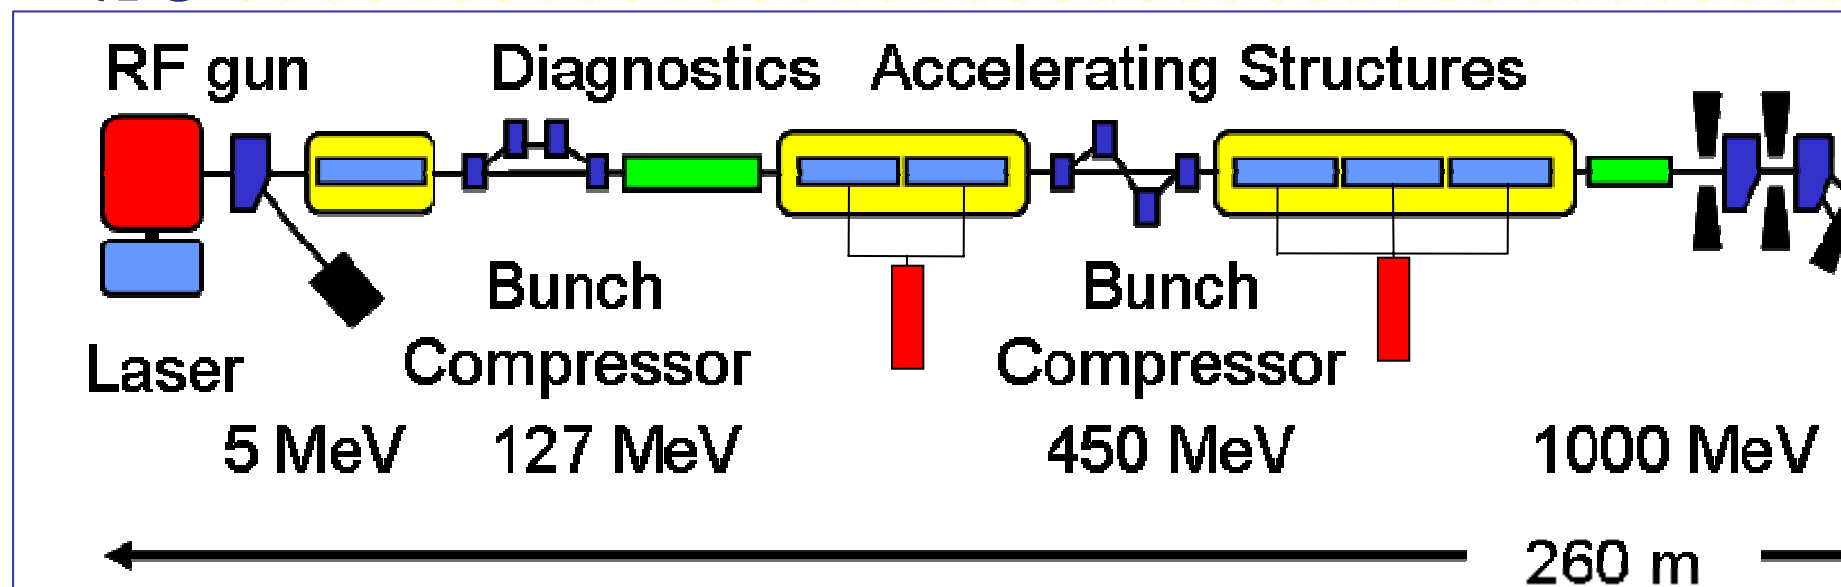 RF gun
Diagnostics
Accelerating Structures
Bunch
Compressor
Bunch
Compressor
Laser
5 MeV
127 MeV
450 MeV
1000 MeV
260 m